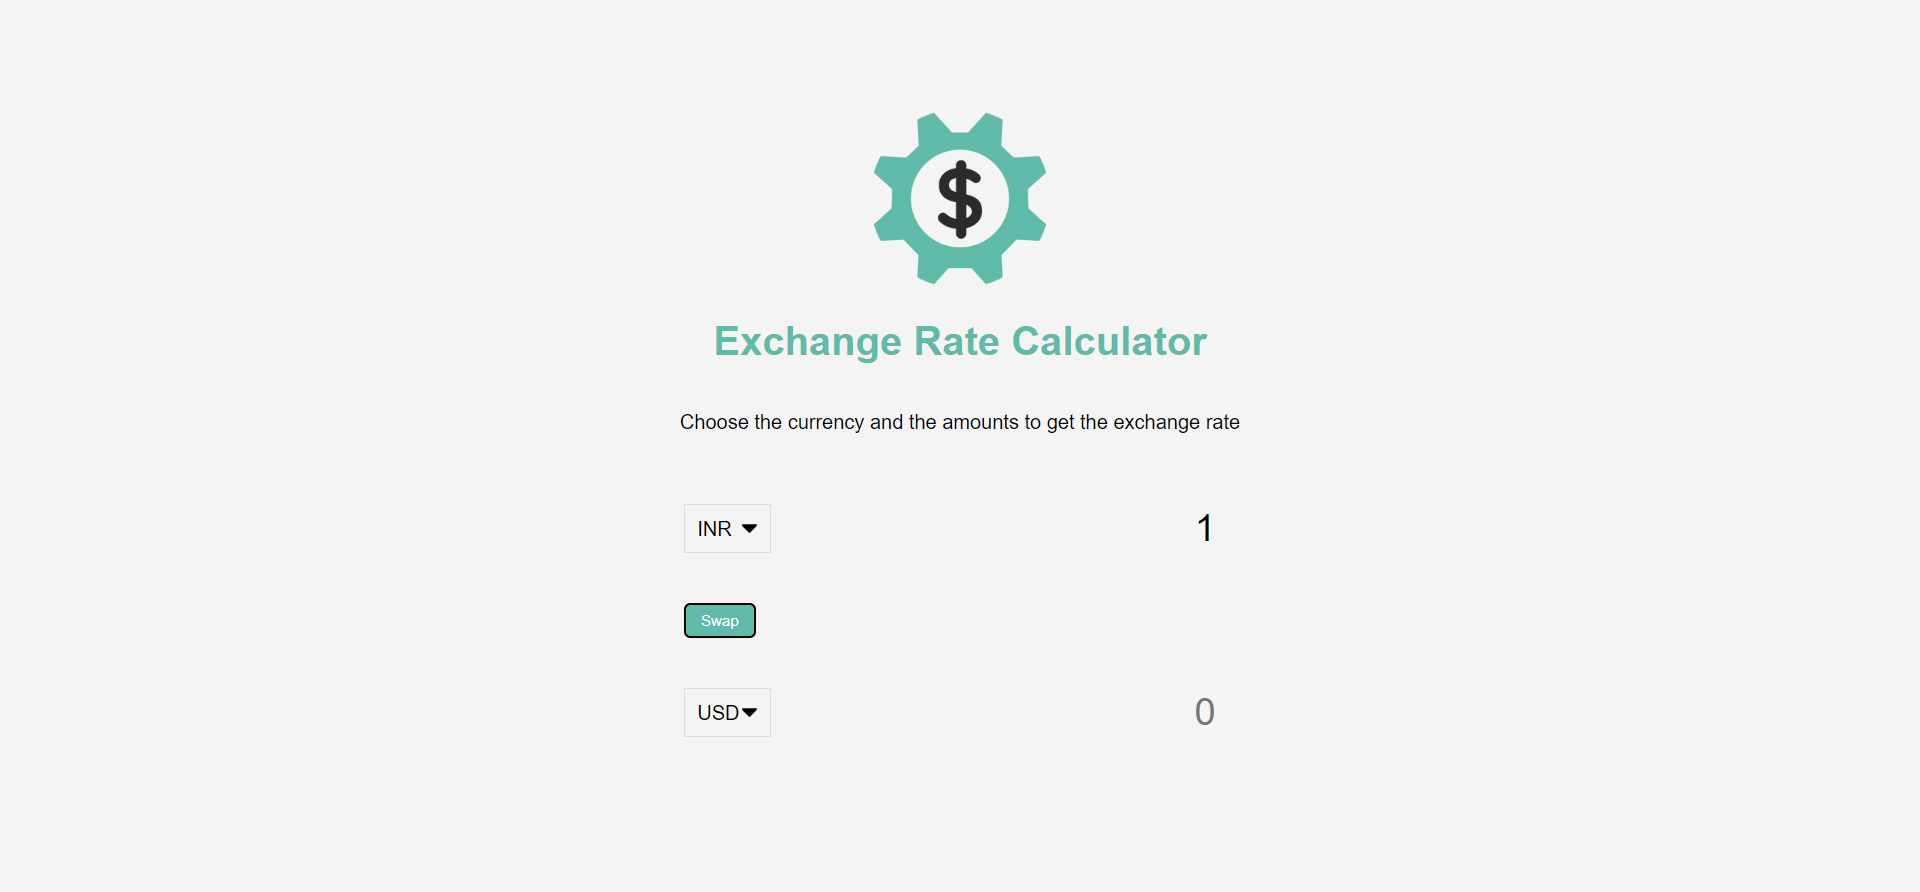 $
Exchange Rate Calculator
Choose the currency and the amounts to get the exchange rate
INR 1
Swap
USD 0